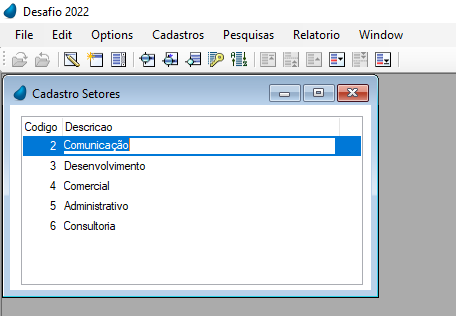 Desafio 2022
File Edit Options Cadastros Pesquisas Relatorio Window
Cadastro Setores
Codigo Descricao
2 Comunicação
3 Desenvolvimento
4 Comercial
5 Administrativo
6 Consultoria